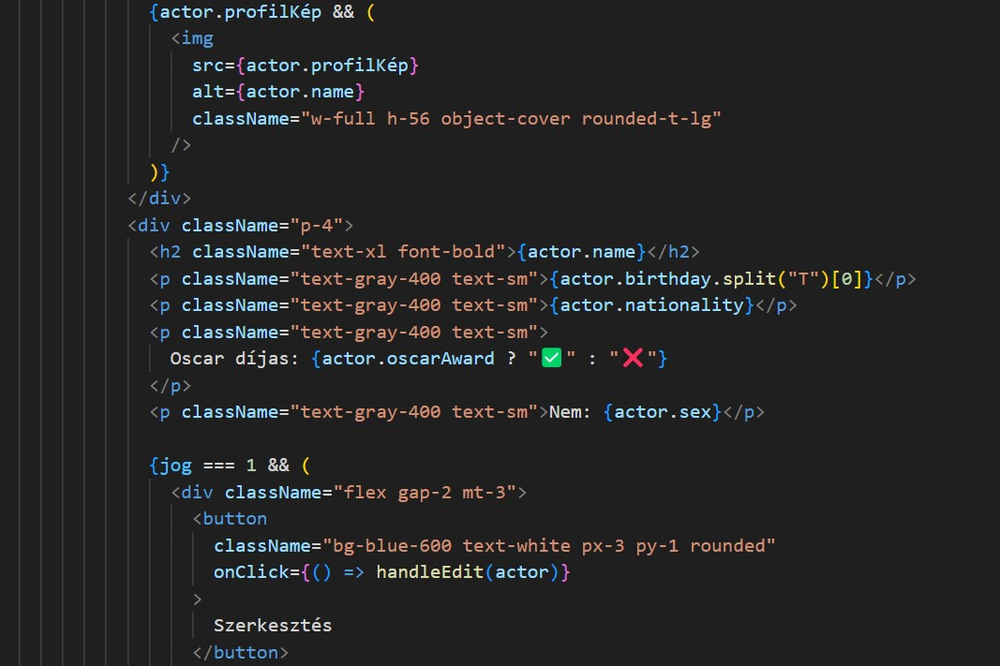 {actor.profilKép && (
<img
src={actor.profilKép}
alt={actor.name}
className="w-full h-56 object-cover rounded-t-lg"
/>
)}
</div>
<div className="p-4">
<h2 className="text-xl font-bold">{actor.name}</h2>
<p className="text-gray-400 text-sm">{actor.birthday.split("T")[0]}</p>
<p className="text-gray-400 text-sm">{actor.nationality}</p>
<p className="text-gray-400 text-sm">
Oscar díjas: {actor.oscarAward ? "✅" : "❌"}
</p>
<p className="text-gray-400 text-sm">Nem: {actor.sex}</p>
{jog === 1 && (
<div className="flex gap-2 mt-3">
<button
className="bg-blue-600 text-white px-3 py-1 rounded"
onClick={() => handleEdit(actor)}
>
Szerkesztés
</button>